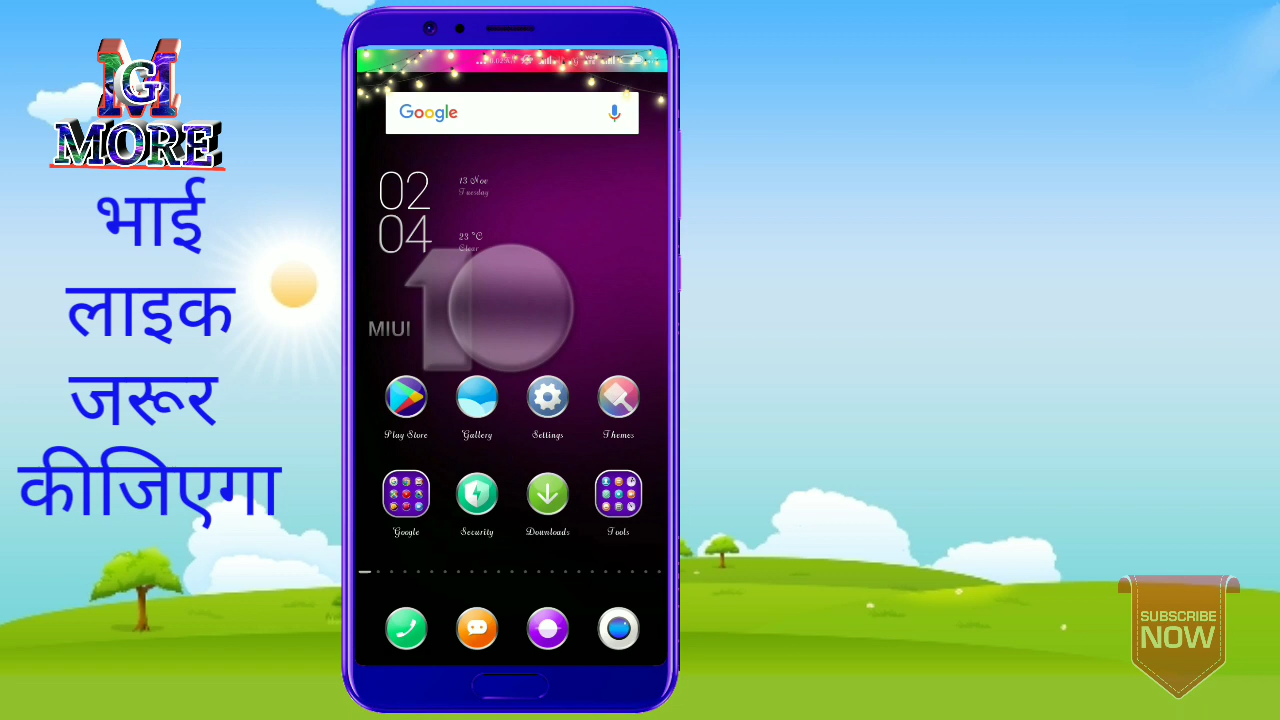 M
G
MORE
भाई
लाइक
जरूर
कीजिएगा
Google
02
04
13 Nov
Tuesday
23 °C
Clear
10
MIUI
Play Store
Gallery
Settings
Themes
Google
Security
Downloads
Tools
SUBSCRIBE
NOW